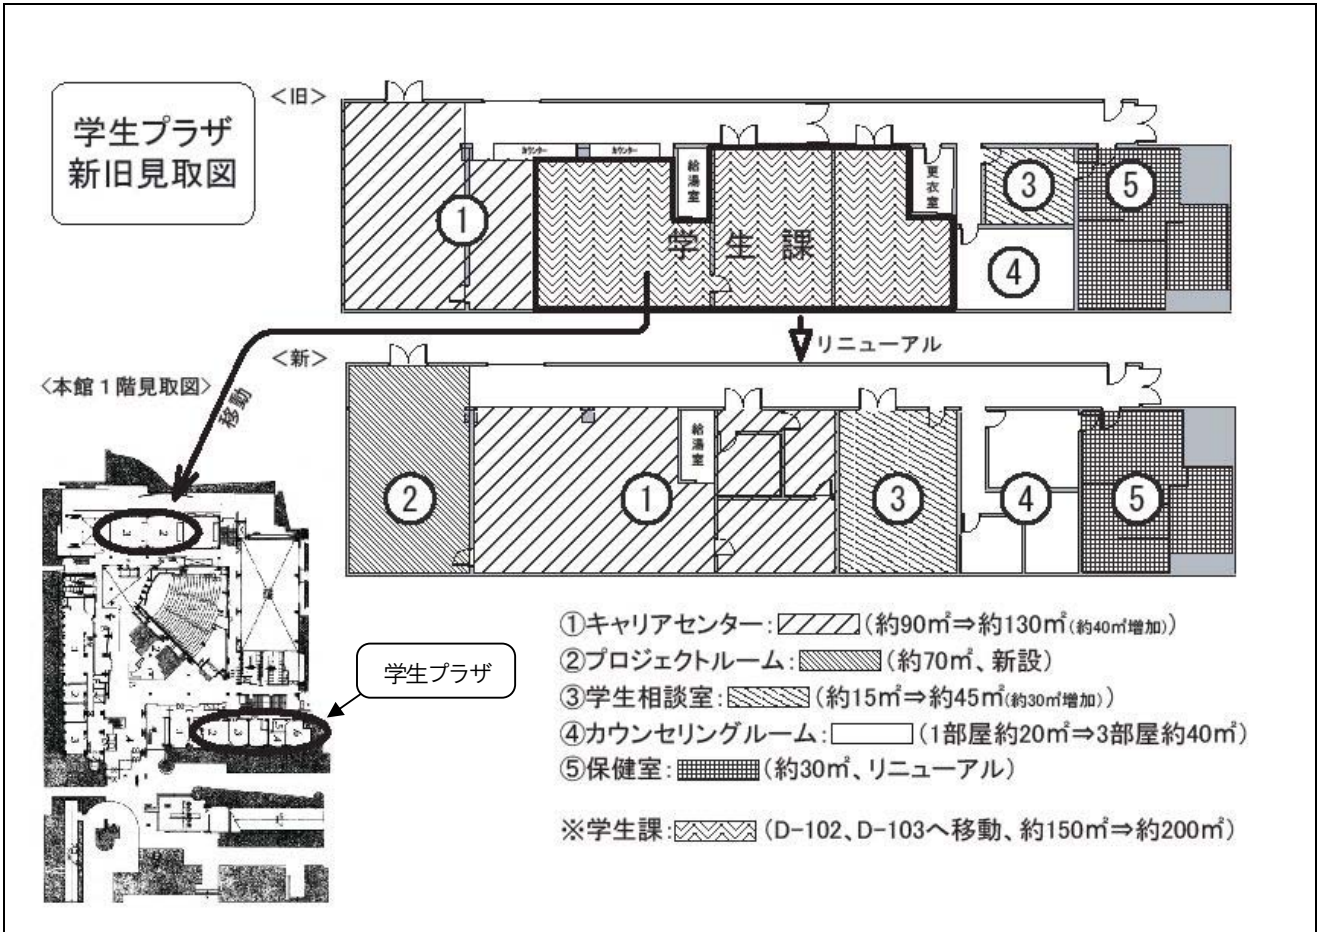 学生プラザ
新旧見取図
<旧>
カウンター
カウンター
給湯室
更衣室
①
学生課
③
④
⑤
リニューアル
移動
<新>
<本館1階見取図>
給湯室
②
①
③
④
⑤
学生プラザ
①キャリアセンター: (約90㎡⇒約130㎡(約40㎡増加))
②プロジェクトルーム: (約70㎡、新設)
③学生相談室: (約15㎡⇒約45㎡(約30㎡増加))
④カウンセリングルーム: (1部屋約20㎡⇒3部屋約40㎡)
⑤保健室: (約30㎡、リニューアル)
※学生課: (D-102、D-103へ移動、約150㎡⇒約200㎡)